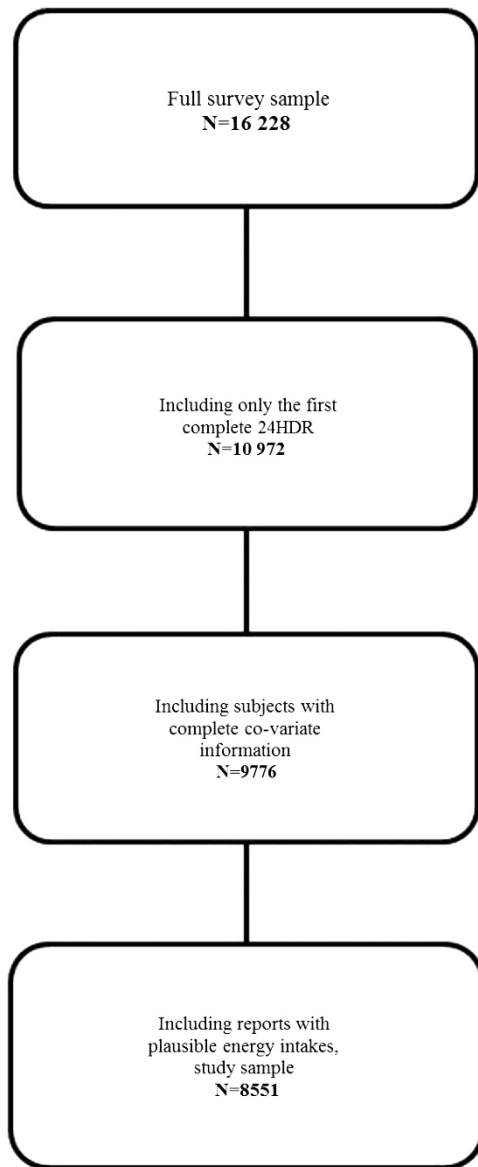 Full survey sample
N=16 228
Including only the first
complete 24HDR
N=10 972
Including subjects with
complete co-variate
information
N=9776
Including reports with
plausible energy intakes,
study sample
N=8551